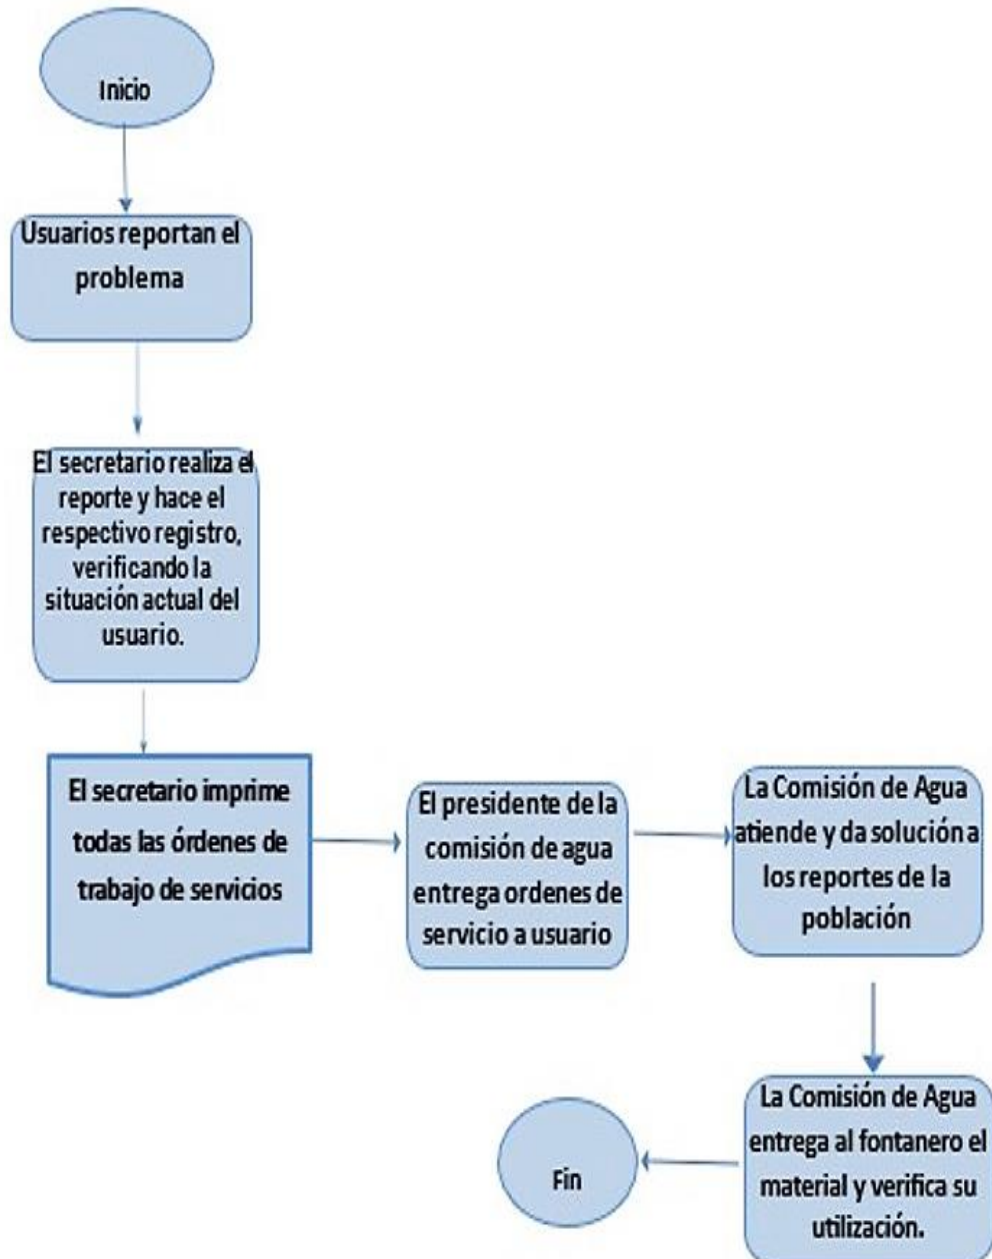 Inicio
Usuarios reportan el
problema
El secretario realiza el
reporte y hace el
respectivo registro,
verificando la
situación actual del
usuario.
El secretario imprime
todas las órdenes de
trabajo de servicios
El presidente de la
comisión de agua
entrega ordenes de
servicio a usuario
La Comisión de Agua
atiende y da solución a
los reportes de la
población
La Comisión de Agua
entrega al fontanero el
material y verifica su
utilización.
Fin